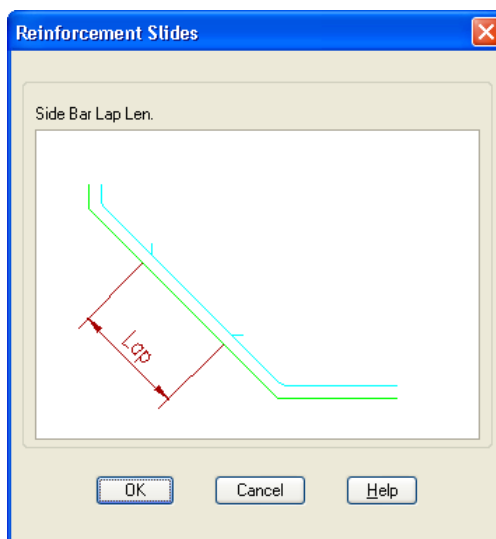 Reinforcement Slides
Side Bar Lap Len.
Lap
OK
Cancel
Help